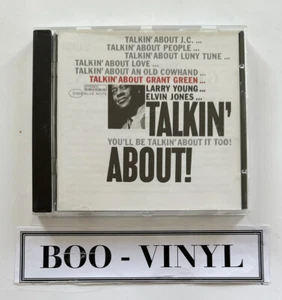 TALKIN' ABOUT J.C. ...
TALKIN' ABOUT PEOPLE ...
TALKIN' ABOUT LUNY TUNE ...
TALKIN' ABOUT LOVE ...
TALKIN' ABOUT AN OLD COWHAND ...
TALKIN' ABOUT GRANT GREEN ...
LARRY YOUNG ...
ELVIN JONES ...
TALKIN'
YOU'LL BE TALKIN' ABOUT IT TOO!
ABOUT!
BOO - VINYL